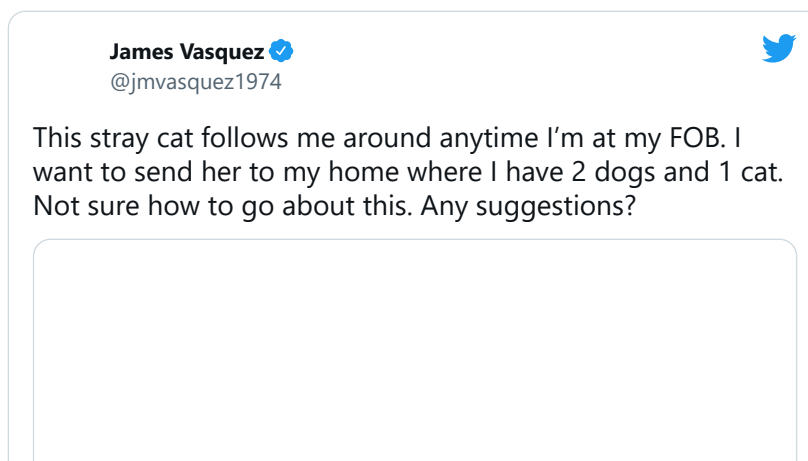 James Vasquez
@jmvasquez1974
This stray cat follows me around anytime I’m at my FOB. I
want to send her to my home where I have 2 dogs and 1 cat.
Not sure how to go about this. Any suggestions?